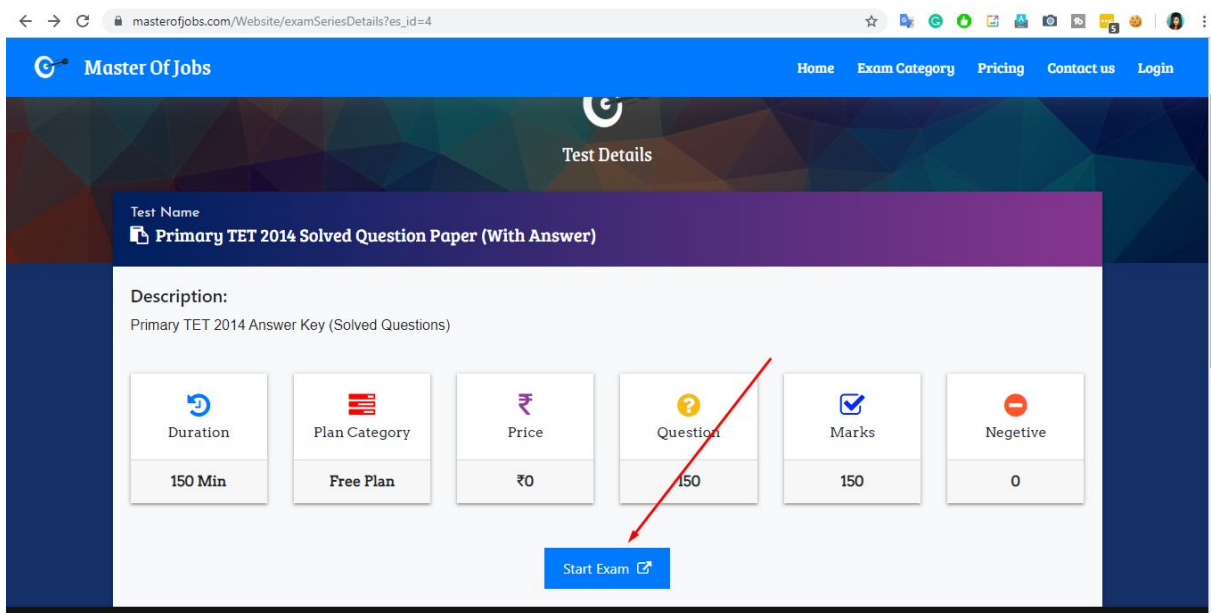 masterofjobs.com/Website/examSeriesDetails?es_id=4
5
Master Of Jobs
Home Exam Category Pricing Contact us Login
Test Details
Test Name
Primary TET 2014 Solved Question Paper (With Answer)
Description:
Primary TET 2014 Answer Key (Solved Questions)
Duration Plan Category Price Question Marks Negetive
150 Min Free Plan ₹0 150 150 0
Start Exam